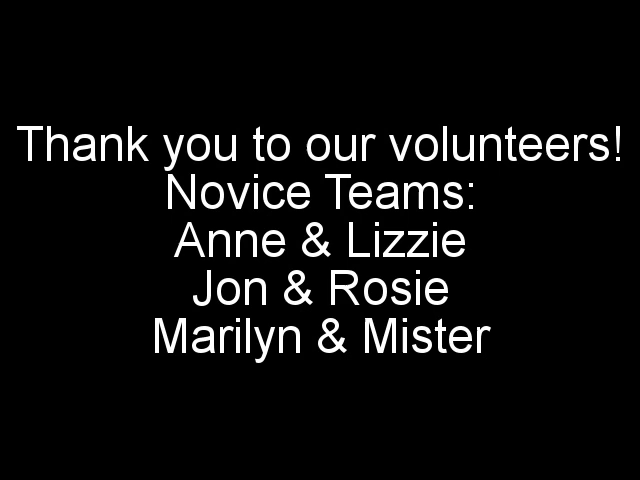 Thank you to our volunteers!
Novice Teams:
Anne & Lizzie
Jon & Rosie
Marilyn & Mister